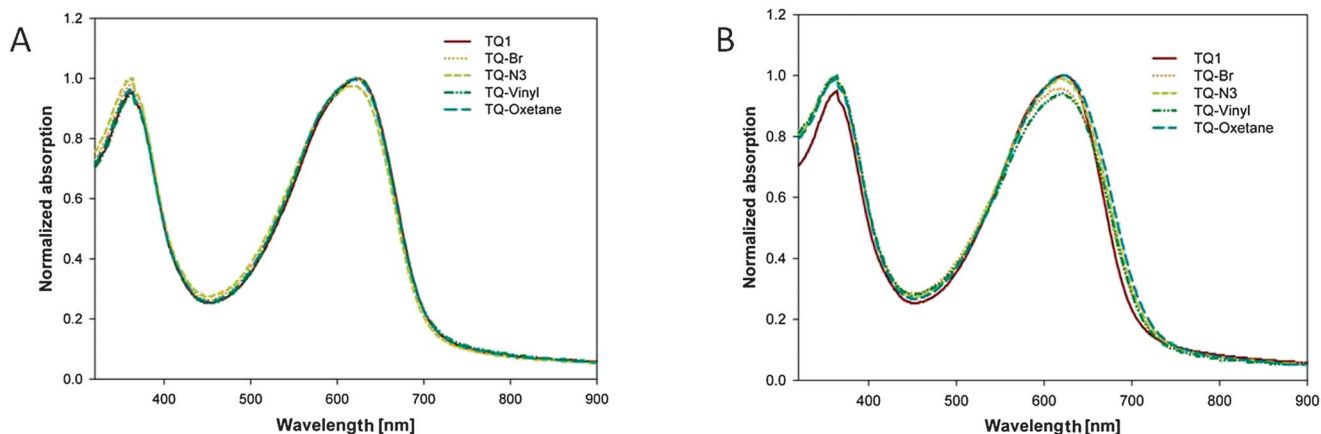 A
Normalized absorption
1.2
1.0
0.8
0.6
0.4
0.2
0.0
TQ1
TQ-Br
TQ-N3
TQ-Vinyl
TQ-Oxetane
400 500 600 700 800 900
Wavelength [nm]
B
Normalized absorption
1.2
1.0
0.8
0.6
0.4
0.2
0.0
TQ1
TQ-Br
TQ-N3
TQ-Vinyl
TQ-Oxetane
400 500 600 700 800 900
Wavelength [nm]